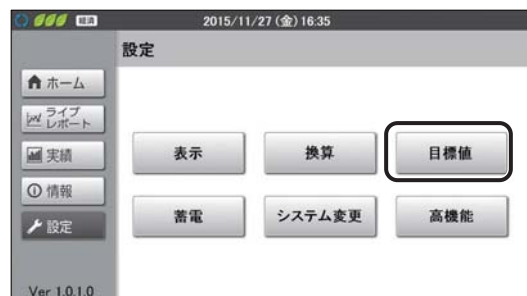 経済 2015/11/27(金)16:35
設定
ホーム
ライブ
レポート
実績
情報
設定
Ver 1.0.1.0
表示 換算 目標値
蓄電 システム変更 高機能